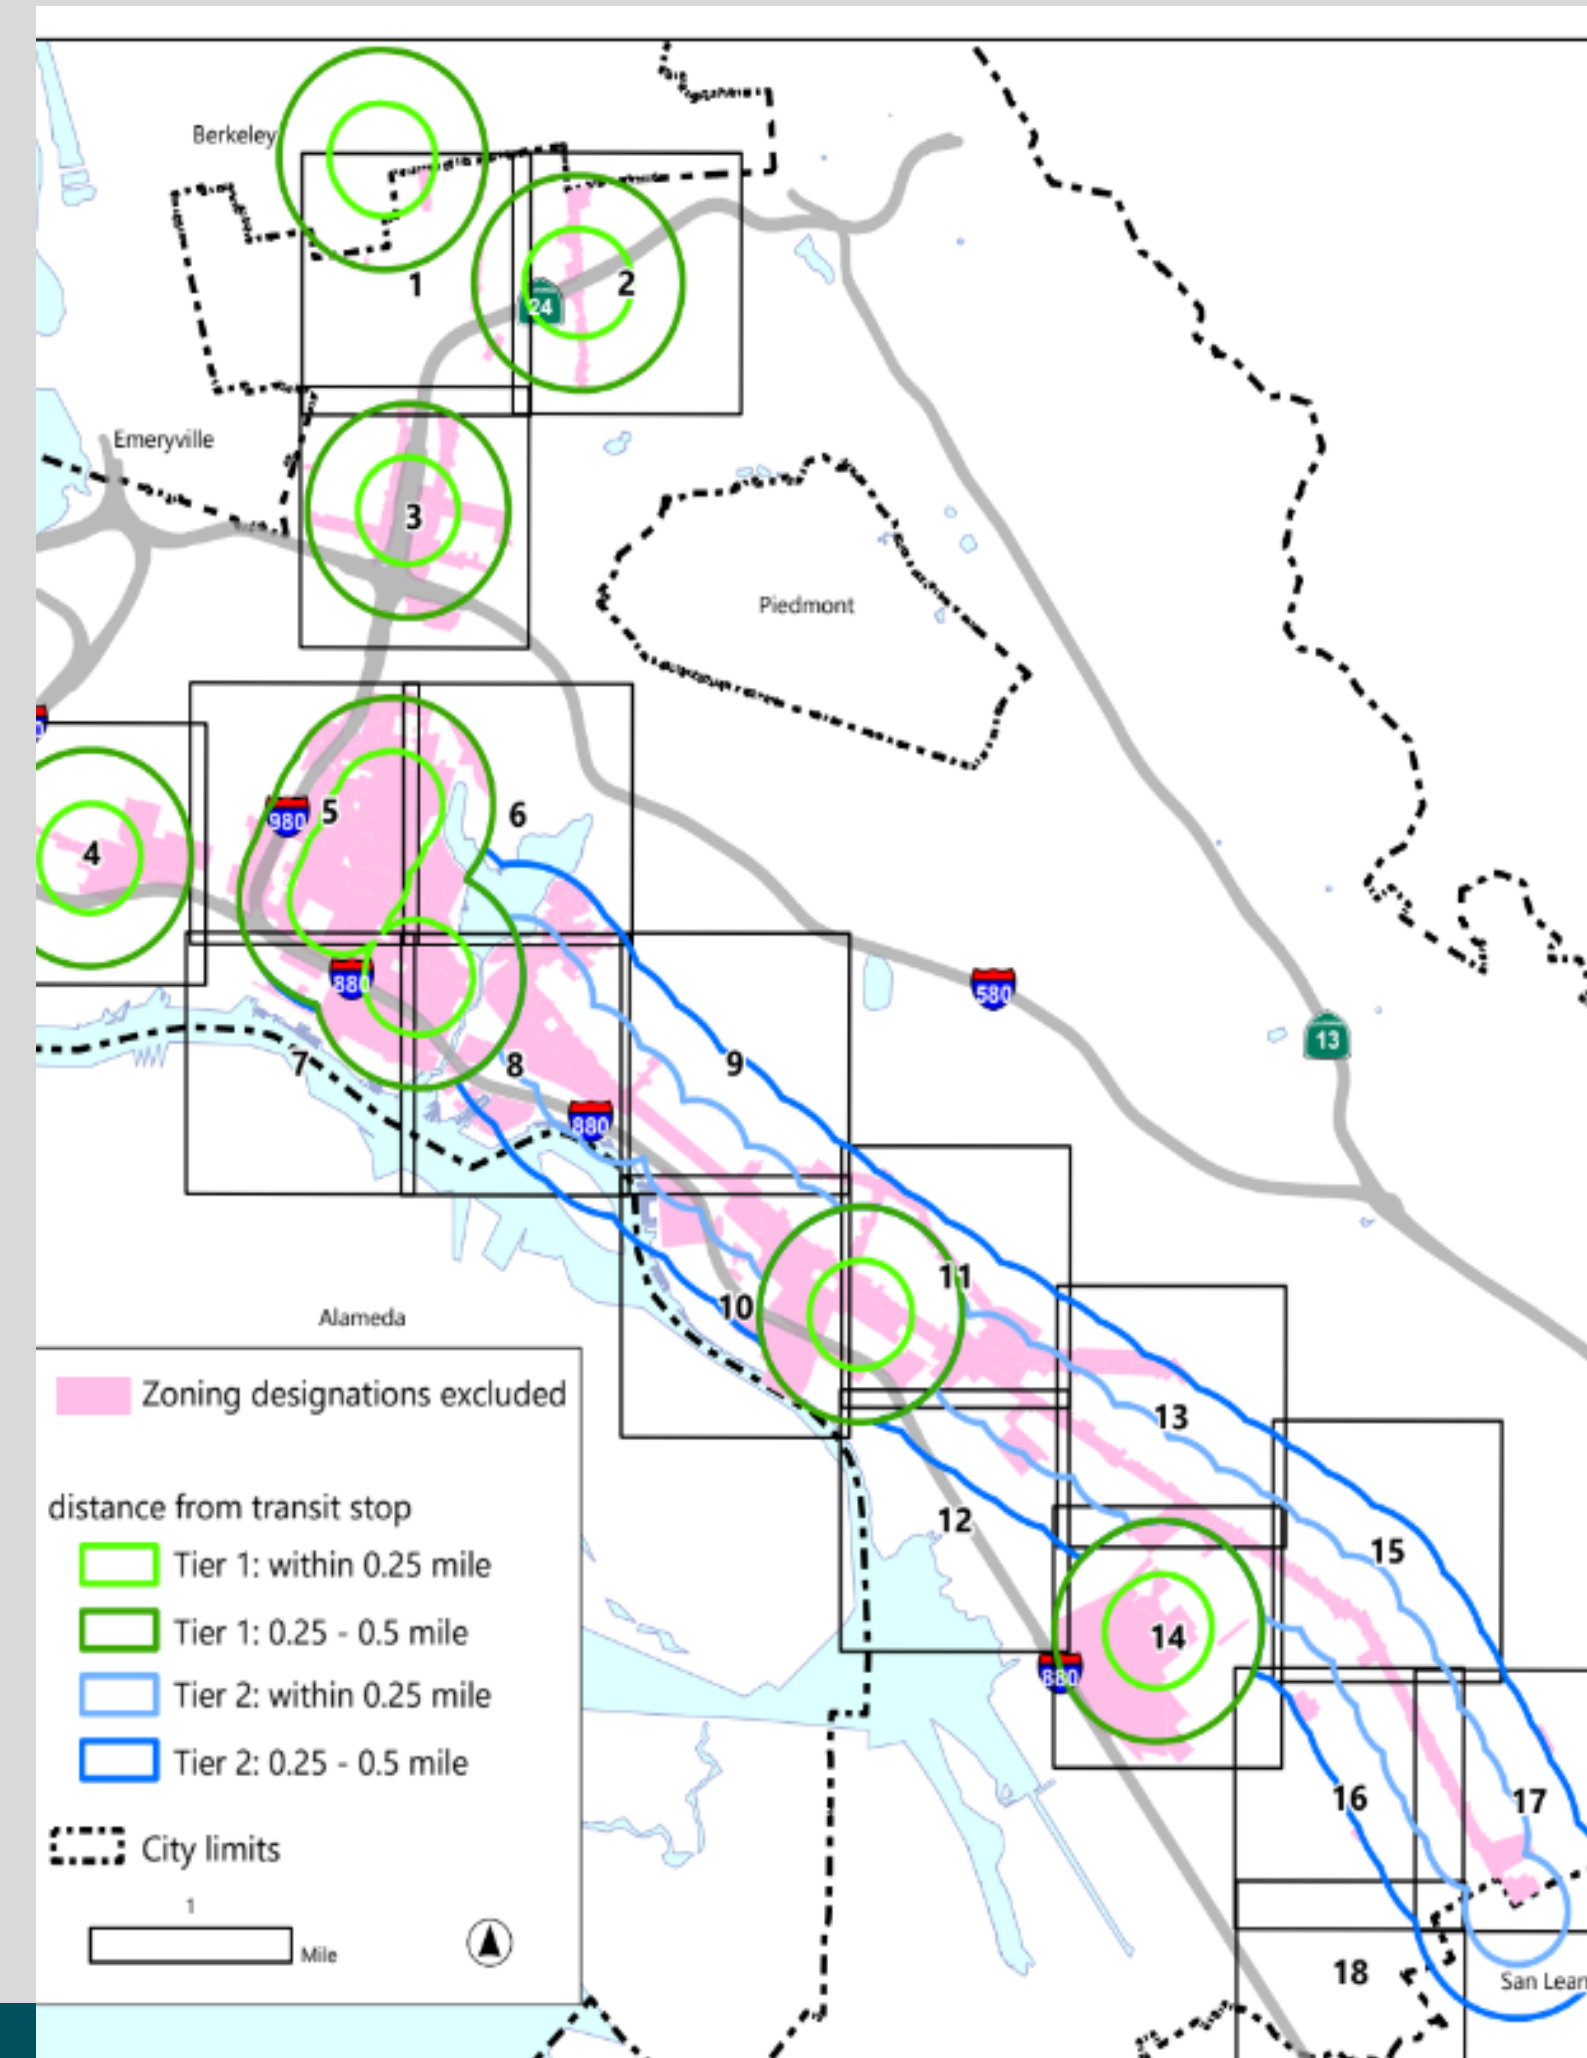 Berkeley
1
2
24
Emeryville
3
Piedmont
980
5
6
4
880
580
13
7
8
9
880
11
10
Alameda
13
12
15
14
880
16
17
18
San Lean
Zoning designations excluded
distance from transit stop
Tier 1: within 0.25 mile
Tier 1: 0.25 - 0.5 mile
Tier 2: within 0.25 mile
Tier 2: 0.25 - 0.5 mile
City limits
1
Mile